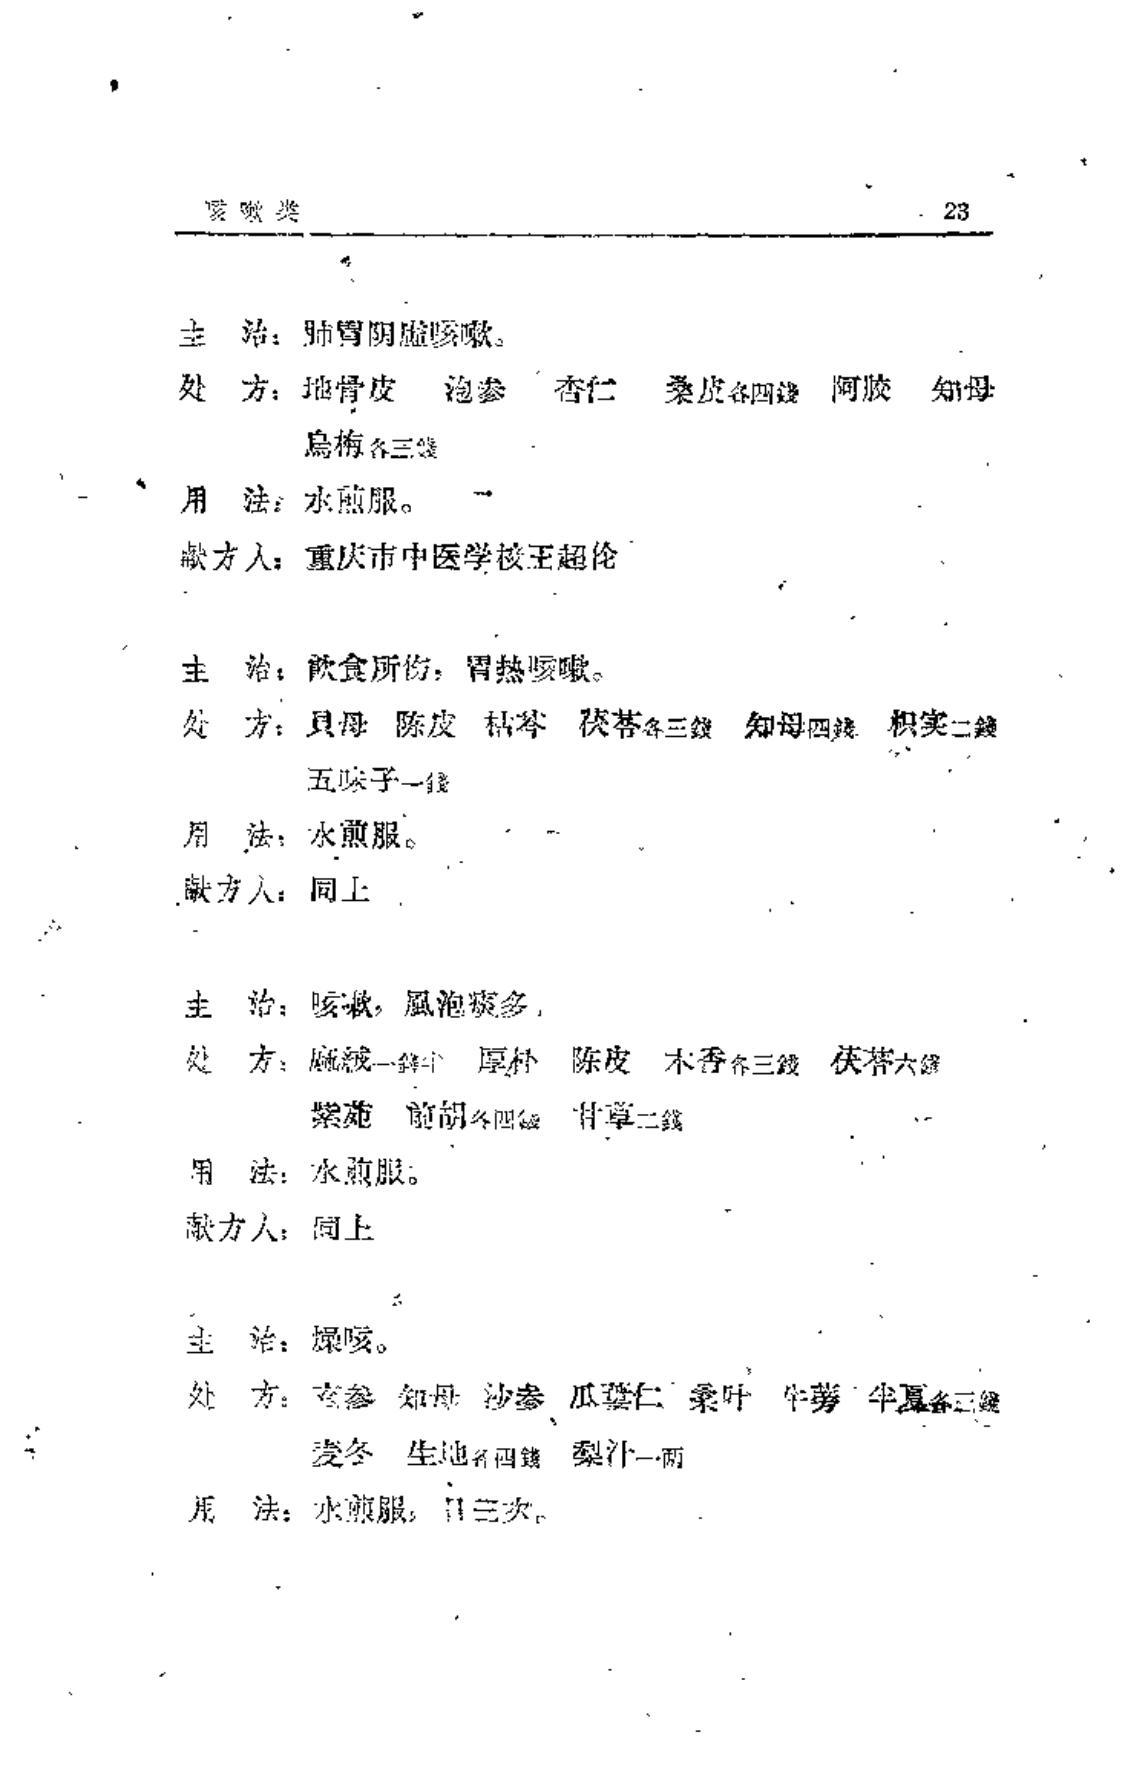 咳嗽类 23
主　治：肺胃阴虛咳嗽。
处　方：地骨皮　泡参　杏仁　桑皮各四錢　阿胶　知母
烏梅各三錢
用　法：水煎服。
献方人：重庆市中医学校王超伦
主　治：飲食所伤，胃热咳嗽。
处　方：貝母　陈皮　枯芩　茯苓各三錢　知母四錢　枳实二錢
五味子一錢
用　法：水煎服。
献方人：同上
主　治：咳嗽，風泡痰多。
处　方：麻絨一錢半　厚朴　陈皮　木香各三錢　茯苓六錢
紫菀　前胡各四錢　甘草二錢
用　法：水煎服。
献方人：同上
主　治：燥咳。
处　方：玄参　知母　沙参　瓜蔞仁　桑叶　牛蒡　半夏各三錢
麦冬　生地各四錢　梨汁一两
用　法：水煎服，日三次。